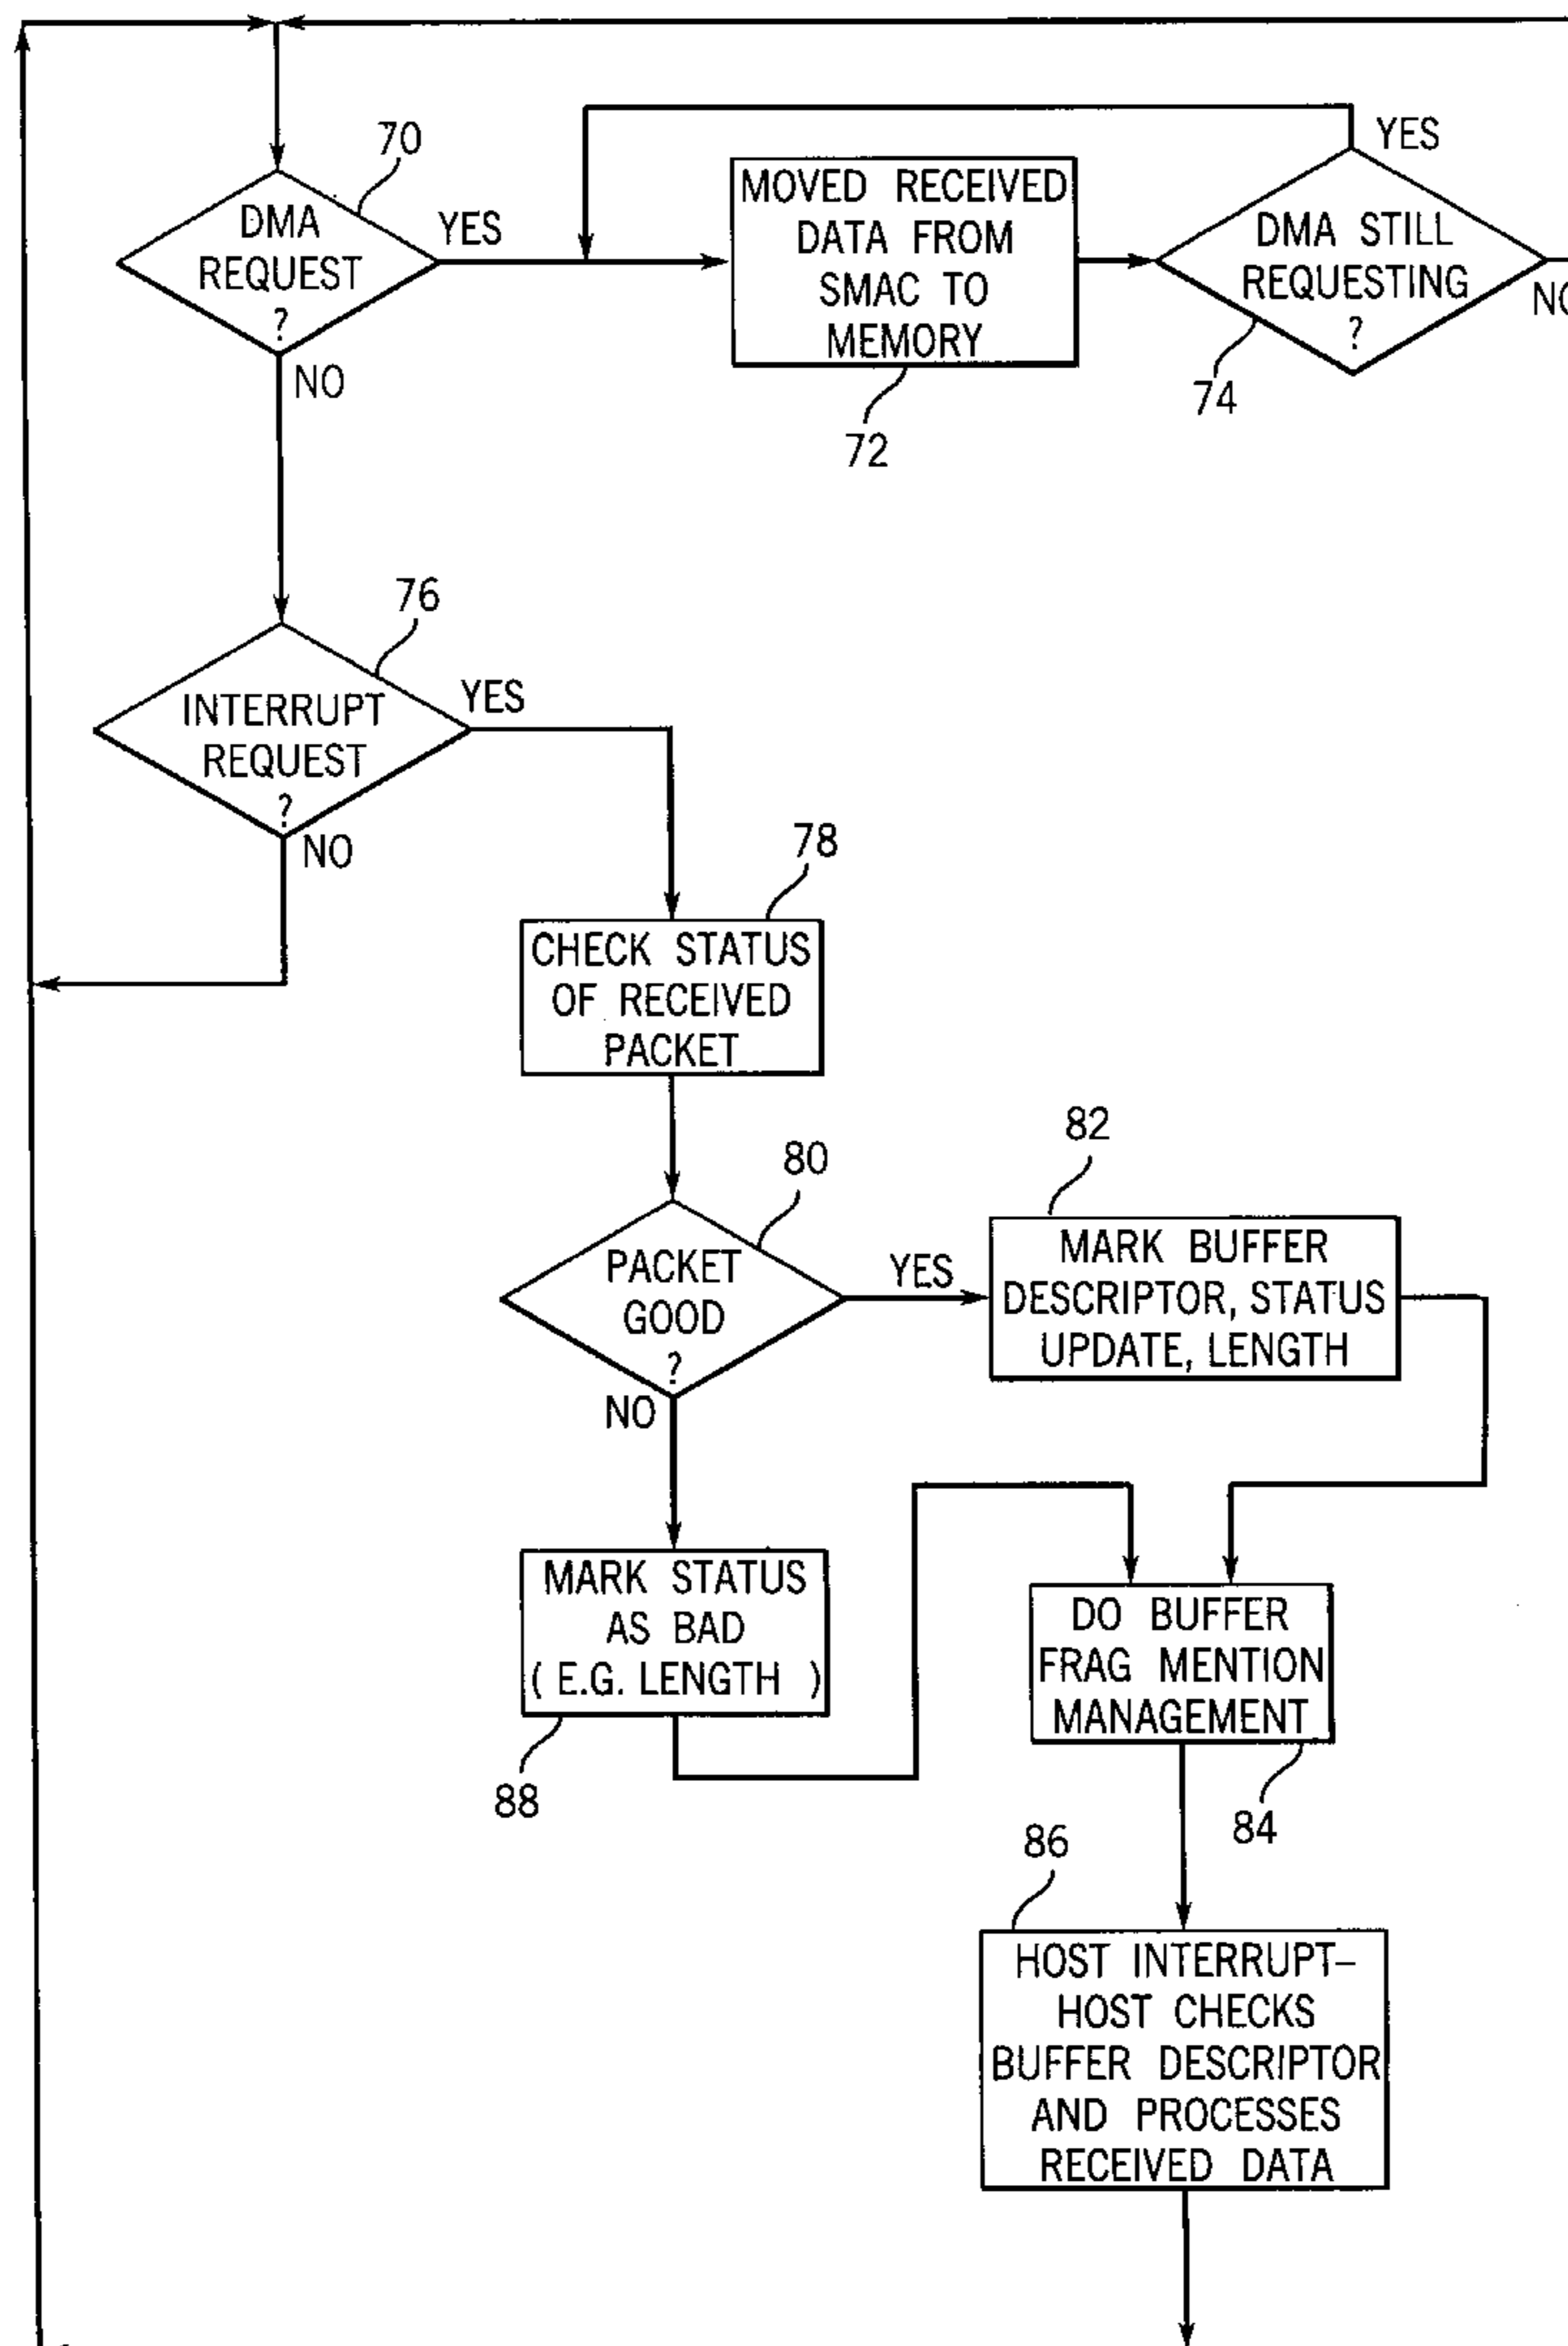 70
DMA
REQUEST
?
YES
NO
MOVED RECEIVED
DATA FROM
SMAC TO
MEMORY
72
YES
DMA STILL
REQUESTING
?
74
76
INTERRUPT
REQUEST
?
YES
NO
78
CHECK STATUS
OF RECEIVED
PACKET
80
PACKET
GOOD
?
YES
NO
82
MARK BUFFER
DESCRIPTOR, STATUS
UPDATE, LENGTH
MARK STATUS
AS BAD
( E.G. LENGTH )
88
DO BUFFER
FRAG MENTION
MANAGEMENT
84
86
HOST INTERRUPT–
HOST CHECKS
BUFFER DESCRIPTOR
AND PROCESSES
RECEIVED DATA